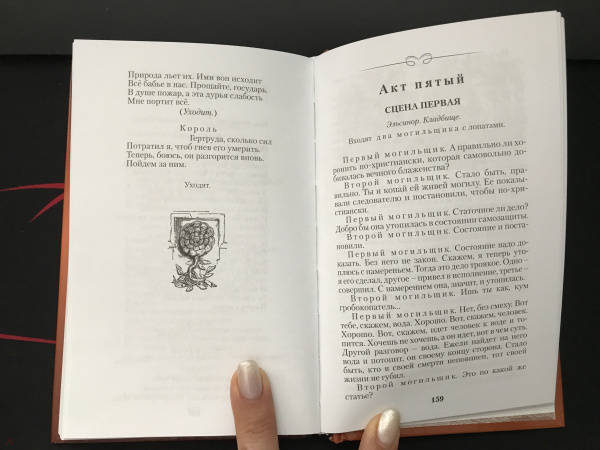 Природа льет их. Ими вон исходит
Всё бабье в нас. Прощайте, государь,
В душе пожар, а эта дурья слабость
Мне портит всё.
(Уходит.)
Король
Гертруда, сколько сил
Потратил я, чтоб гнев его умерить.
Теперь, боюсь, он разгорится вновь.
Пойдем за ним.
Уходят.
Акт пятый
СЦЕНА ПЕРВАЯ
Эльсинор. Кладбище.
Входят два могильщика с лопатами.
Первый могильщик. А правильно ли хо-
ронить по-христиански, которая самовольно до-
бивалась вечного блаженства?
Второй могильщик. Стало быть, пра-
вильно. Ты и копай ей живей могилу. Ее показы-
вали следователю и постановили, чтобы по-хри-
стиански.
Первый могильщик. Статочное ли дело?
Добро бы она утопилась в состоянии самозащиты.
Второй могильщик. Состояние и поста-
новили.
Первый могильщик. Состояние надо до-
казать. Без него не закон. Скажем, я теперь уто-
плюсь с намереньем. Тогда это дело троякое. Одно –
я его сделал, другое – привел в исполнение, третье –
совершил. С намерением она, значит, и утопилась.
Второй могильщик. Ишь ты как, кум
гробокопатель...
Первый могильщик. Нет, без смеху. Вот
тебе, скажем, вода. Хорошо. Вот, скажем, человек.
Хорошо. Вот, скажем, идет человек к воде и то-
пится. Хочешь не хочешь, а он идет, вот в чем суть.
Другой разговор – вода. Ежели найдет на него
вода и потопит, он своему концу сторона. Стало
быть, кто в своей смерти неповинен, тот своей
жизни не губил.
Второй могильщик. Это по какой же
статье?
159